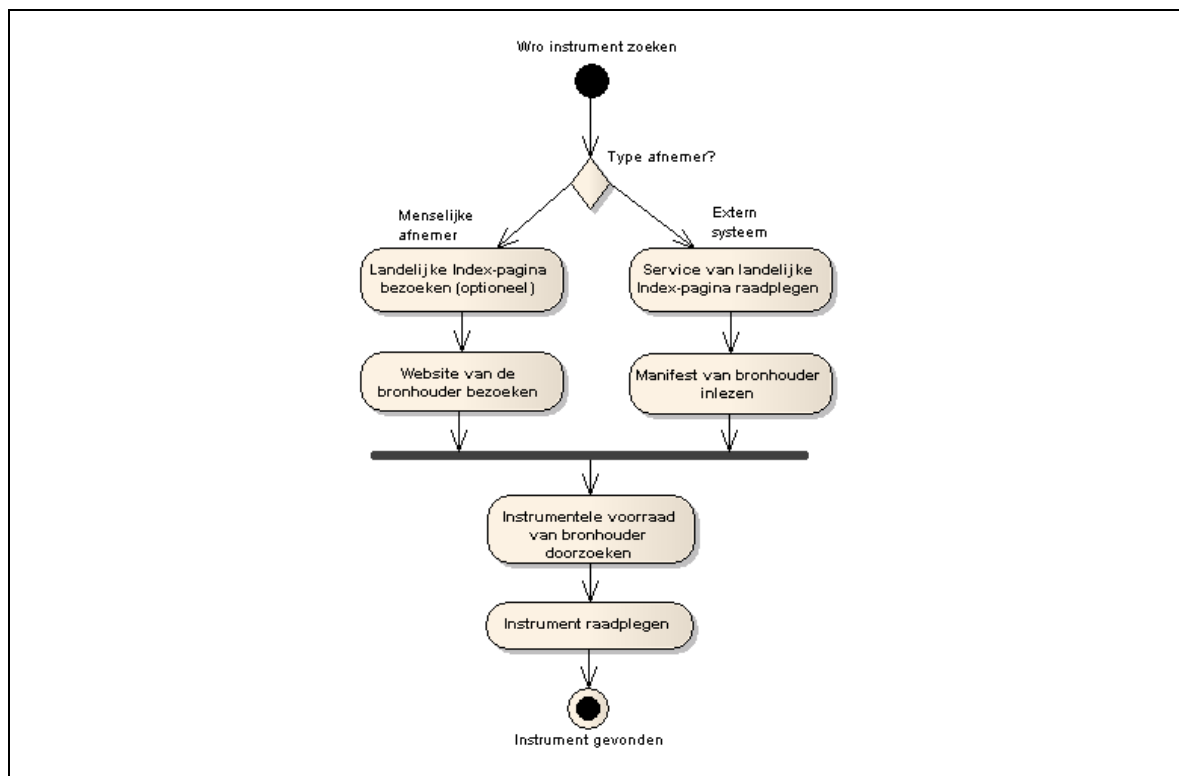 Wro instrument zoeken
Type afnemer?
Menselijke
afnemer
Extern
systeem
Landelijke Index-pagina
bezoeken (optioneel)
Service van landelijke
Index-pagina raadplegen
Website van de
bronhouder bezoeken
Manifest van bronhouder
inlezen
Instrumentele voorraad
van bronhouder
doorzoeken
Instrument raadplegen
Instrument gevonden